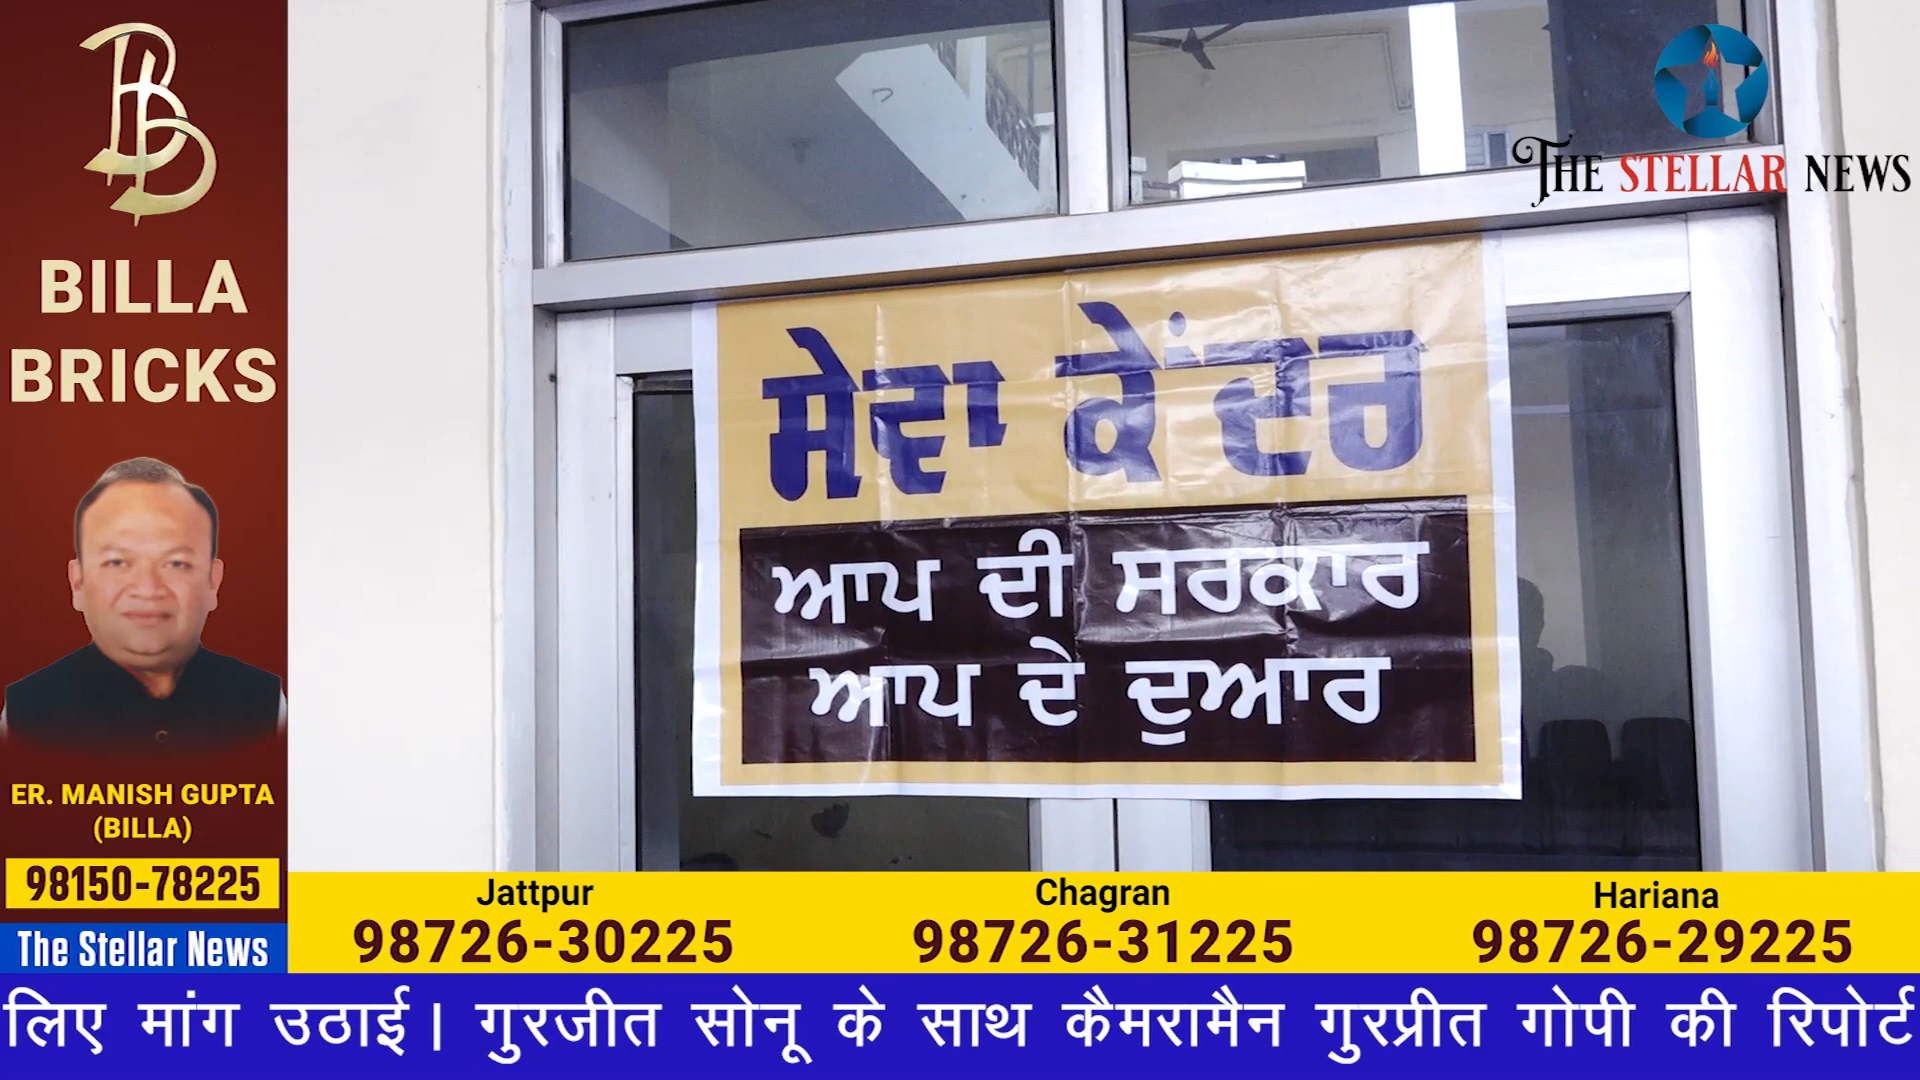 BILLA
BRICKS
ER. MANISH GUPTA
(BILLA)
98150-78225
The Stellar News
THE STELLAR NEWS
ਸੇਵਾ ਕੇਂਦਰ
ਆਪ ਦੀ ਸਰਕਾਰ
ਆਪ ਦੇ ਦੁਆਰ
Jattpur
98726-30225
Chagran
98726-31225
Hariana
98726-29225
लिए मांग उठाई। गुरजीत सोनू के साथ कैमरामैन गुरप्रीत गोपी की रिपोर्ट